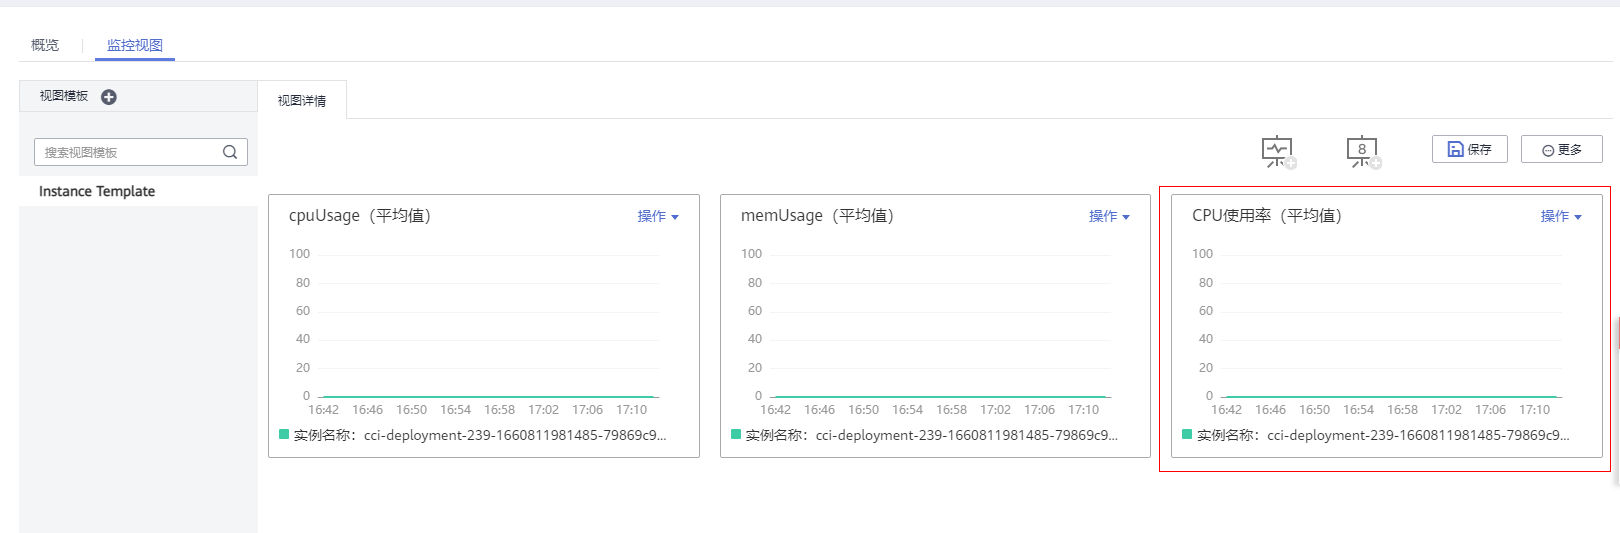 概览
监控视图
视图模板
视图详情
搜索视图模板
8
保存
更多
Instance Template
cpuUsage（平均值）
操作
100
80
60
40
20
0
16:42 16:46 16:50 16:54 16:58 17:02 17:06 17:10
实例名称：cci-deployment-239-1660811981485-79869c9...
memUsage（平均值）
操作
100
80
60
40
20
0
16:42 16:46 16:50 16:54 16:58 17:02 17:06 17:10
实例名称：cci-deployment-239-1660811981485-79869c9...
CPU使用率（平均值）
操作
100
80
60
40
20
0
16:42 16:46 16:50 16:54 16:58 17:02 17:06 17:10
实例名称：cci-deployment-239-1660811981485-79869c9...